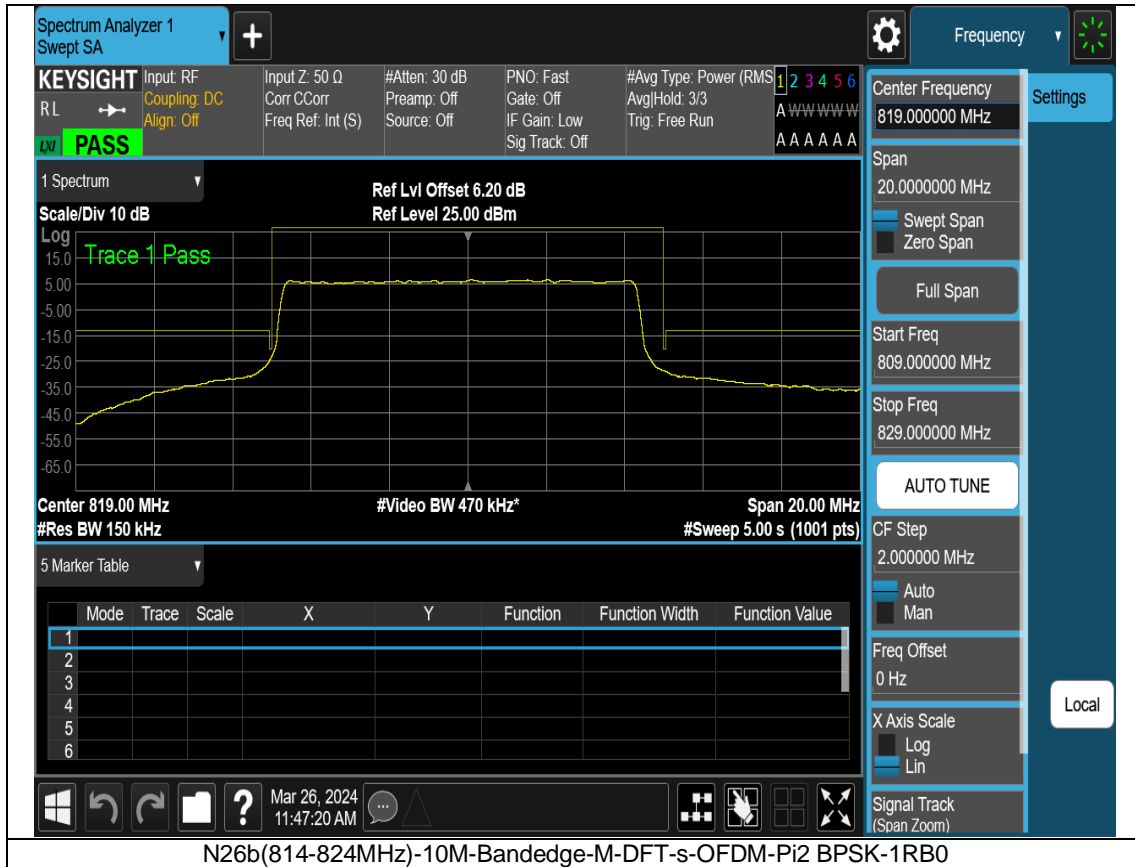 Spectrum Analyzer 1
Swept SA
+
Frequency
KEYSIGHT
R L
LXI
PASS
Input: RF
Coupling: DC
Align: Off
Input Z: 50 Ω
Corr CCorr
Freq Ref: Int (S)
#Atten: 30 dB
Preamp: Off
Source: Off
PNO: Fast
Gate: Off
IF Gain: Low
Sig Track: Off
#Avg Type: Power (RMS
Avg|Hold: 3/3
Trig: Free Run
1 2 3 4 5 6
A W W W W W
A A A A A A
Center Frequency
819.000000 MHz
Settings
Span
20.0000000 MHz
Swept Span
Zero Span
Full Span
Start Freq
809.000000 MHz
Stop Freq
829.000000 MHz
AUTO TUNE
CF Step
2.000000 MHz
Auto
Man
Freq Offset
0 Hz
X Axis Scale
Log
Lin
Signal Track
(Span Zoom)
Local
1 Spectrum
Scale/Div 10 dB
Ref Lvl Offset 6.20 dB
Ref Level 25.00 dBm
Log
Trace 1 Pass
15.0
5.00
-5.00
-15.0
-25.0
-35.0
-45.0
-55.0
-65.0
Center 819.00 MHz
#Video BW 470 kHz*
Span 20.00 MHz
#Res BW 150 kHz
#Sweep 5.00 s (1001 pts)
5 Marker Table
Mode Trace Scale X Y Function Function Width Function Value
1
2
3
4
5
6
?
Mar 26, 2024
11:47:20 AM
N26b(814-824MHz)-10M-Bandedge-M-DFT-s-OFDM-Pi2 BPSK-1RB0